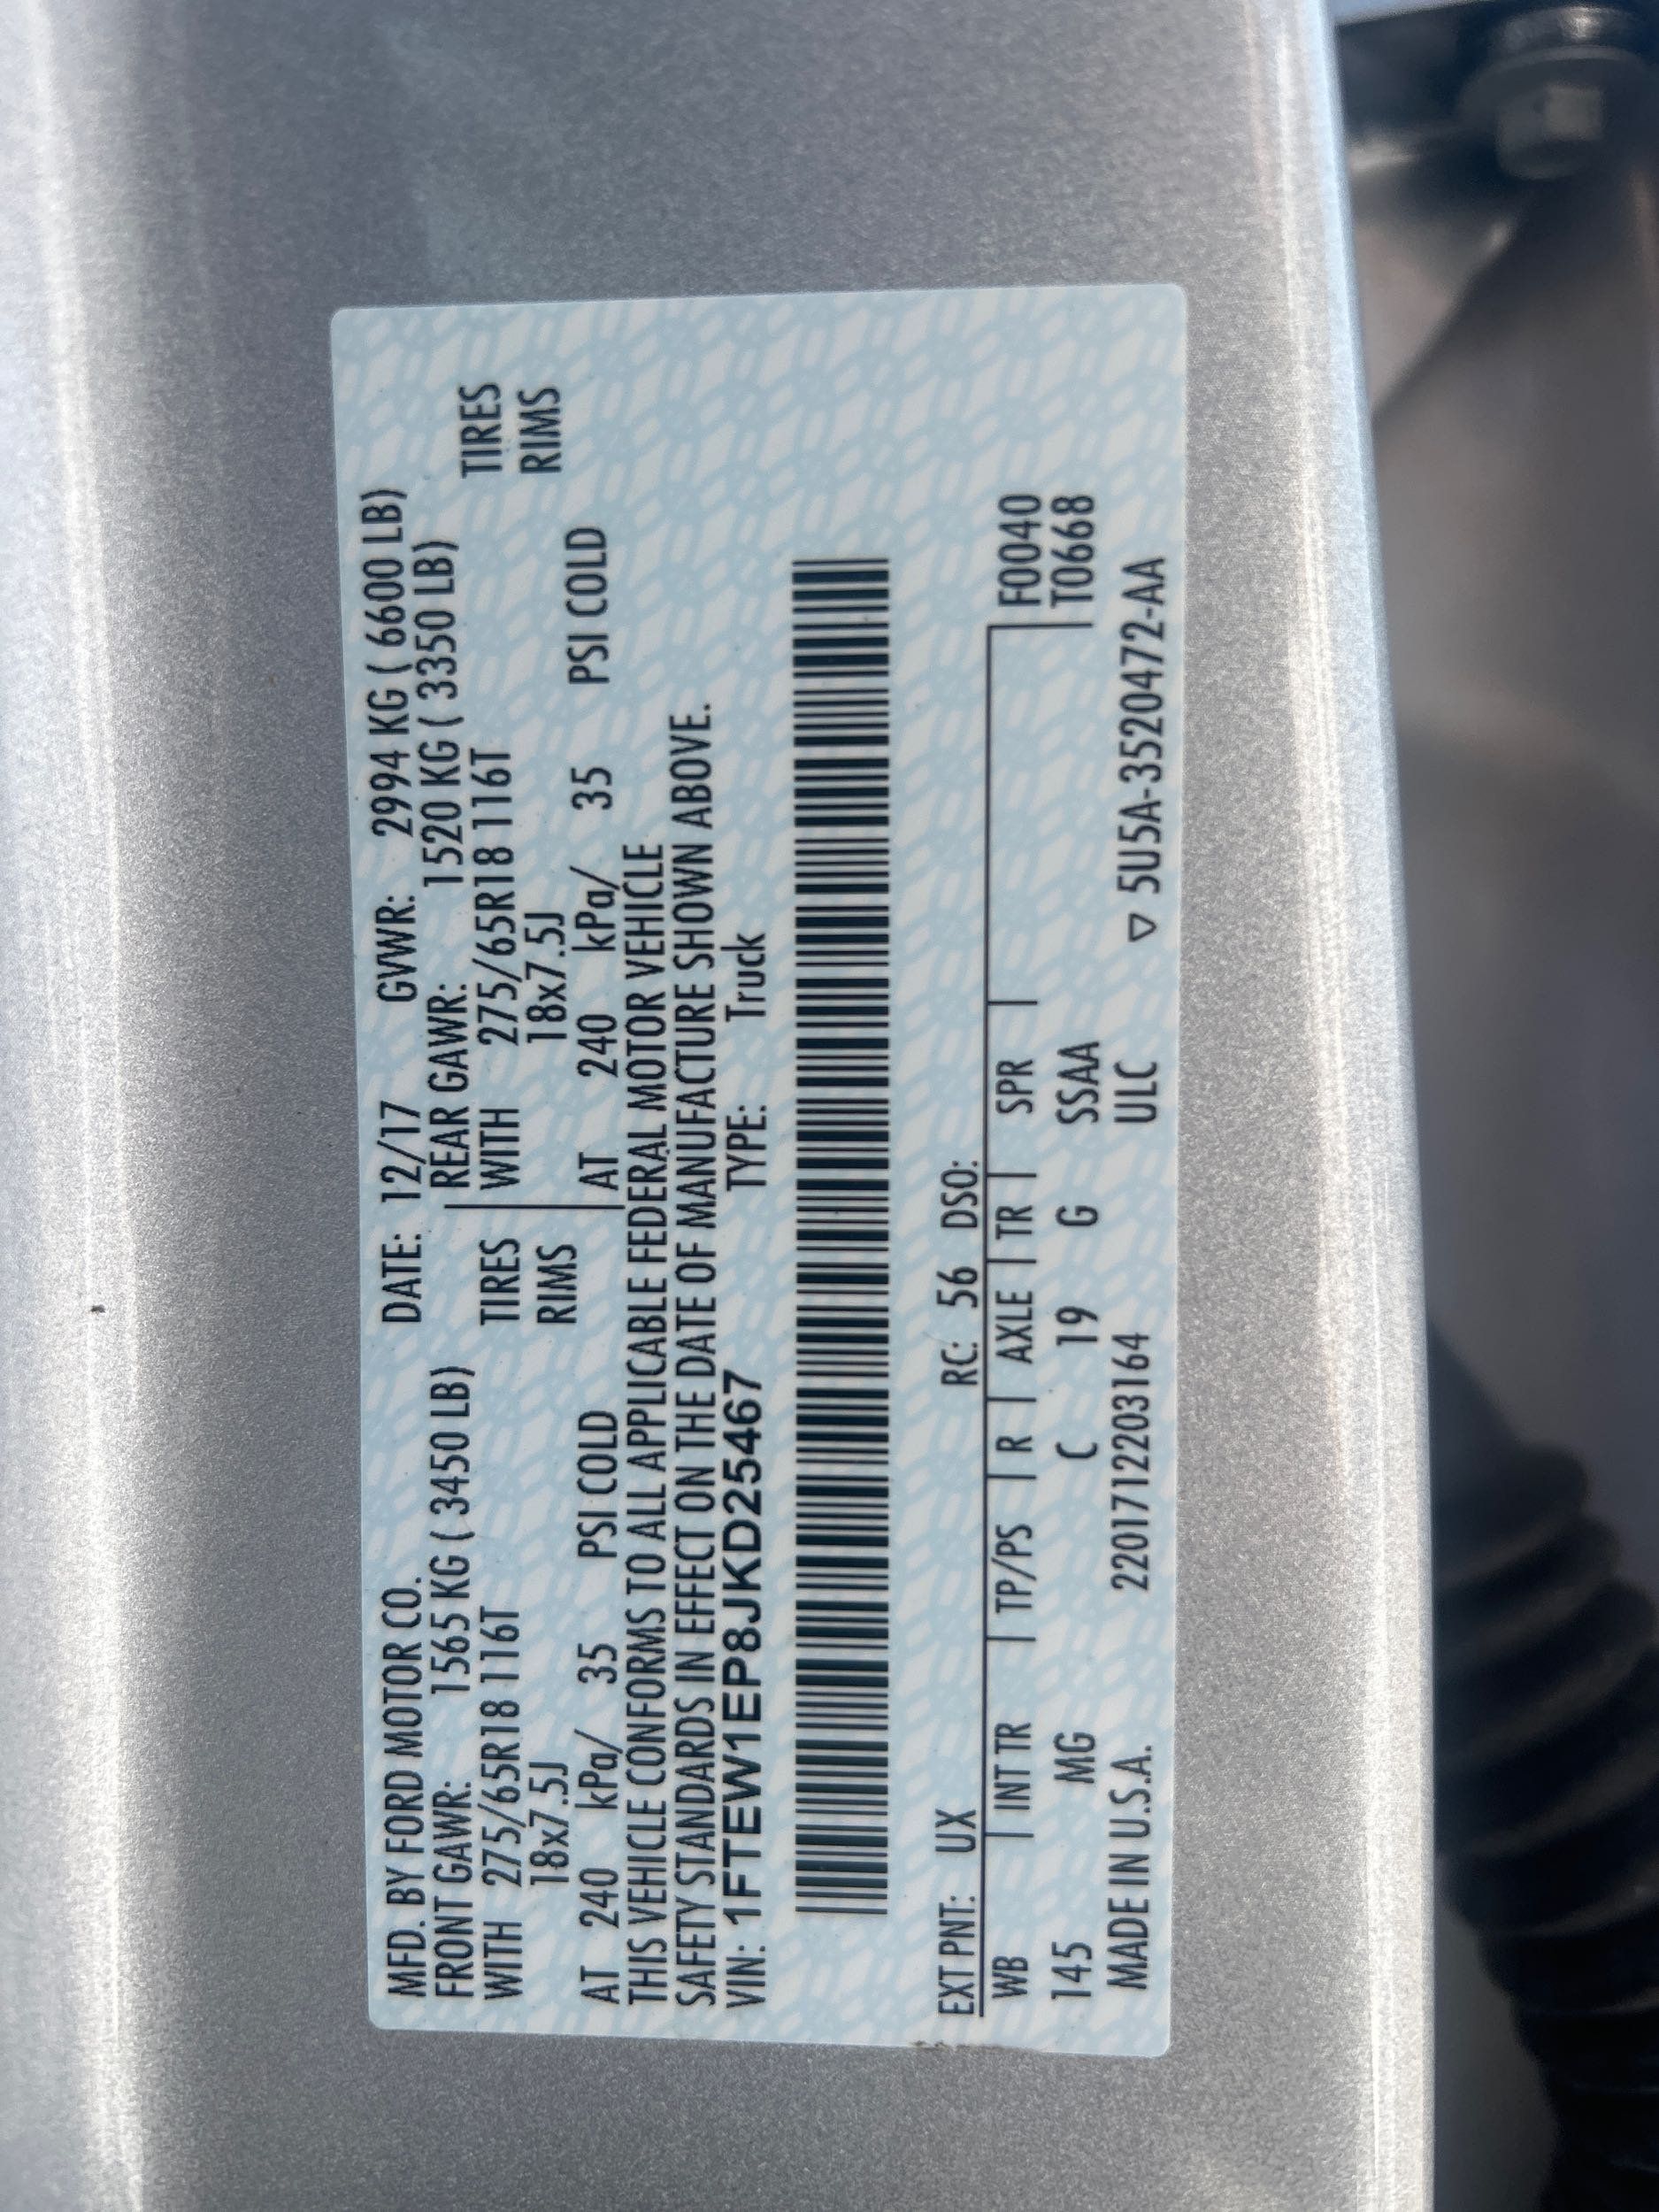 MFD. BY FORD MOTOR CO. DATE: 12/17 GVWR: 2994 KG ( 6600 LB)
FRONT GAWR: 1565 KG ( 3450 LB) REAR GAWR: 1520 KG ( 3350 LB)
WITH 275/65R18 116T TIRES WITH 275/65R18 116T TIRES
18x7.5J RIMS 18x7.5J RIMS
AT 240 kPa/ 35 PSI COLD AT 240 kPa/ 35 PSI COLD
THIS VEHICLE CONFORMS TO ALL APPLICABLE FEDERAL MOTOR VEHICLE
SAFETY STANDARDS IN EFFECT ON THE DATE OF MANUFACTURE SHOWN ABOVE.
VIN: 1FTEW1EP8JKD25467 TYPE: Truck
EXT PNT: UX RC: 56 DSO:
WB | INT TR | TP/PS | R | AXLE | TR | SPR | F0040
145 MG C 19 G SSAA T0668
MADE IN U.S.A. 2201712203164 ULC ▽ 5U5A-3520472-AA